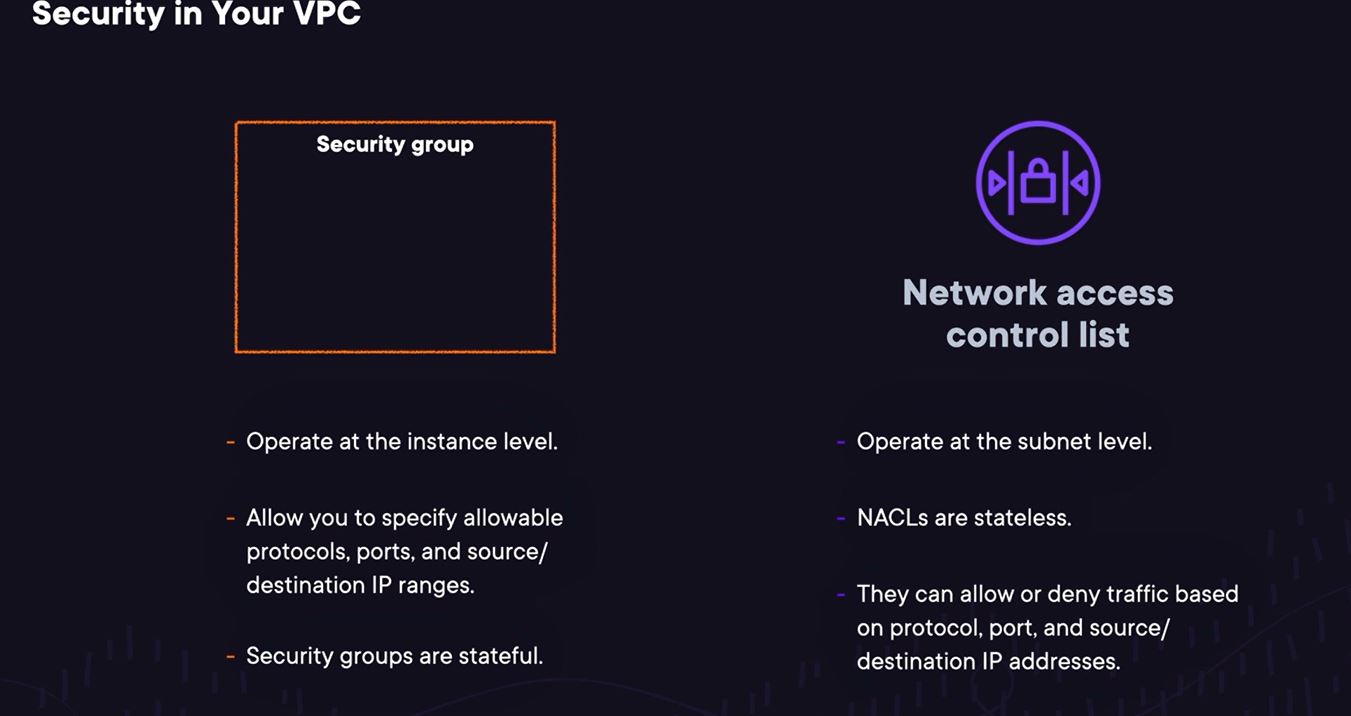 Security in Your VPC
Security group
- Operate at the instance level.
- Allow you to specify allowable
protocols, ports, and source/
destination IP ranges.
- Security groups are stateful.
Network access
control list
- Operate at the subnet level.
- NACLs are stateless.
- They can allow or deny traffic based
on protocol, port, and source/
destination IP addresses.